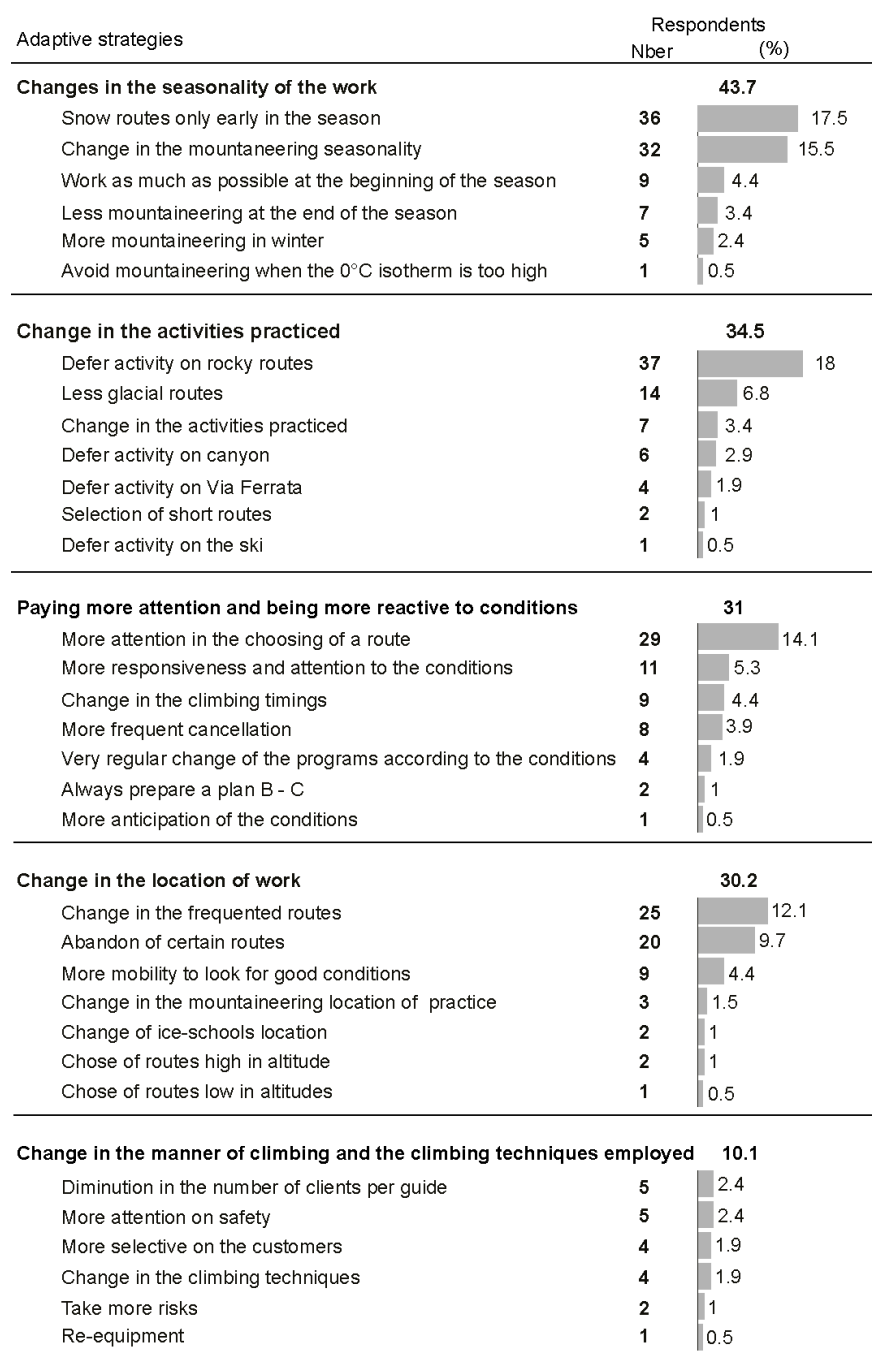 Adaptive strategies Respondents
Nber (%)
Changes in the seasonality of the work 43.7
Snow routes only early in the season 36 17.5
Change in the mountaneering seasonality 32 15.5
Work as much as possible at the beginning of the season 9 4.4
Less mountaineering at the end of the season 7 3.4
More mountaineering in winter 5 2.4
Avoid mountaineering when the 0°C isotherm is too high 1 0.5
Change in the activities practiced 34.5
Defer activity on rocky routes 37 18
Less glacial routes 14 6.8
Change in the activities practiced 7 3.4
Defer activity on canyon 6 2.9
Defer activity on Via Ferrata 4 1.9
Selection of short routes 2 1
Defer activity on the ski 1 0.5
Paying more attention and being more reactive to conditions 31
More attention in the choosing of a route 29 14.1
More responsiveness and attention to the conditions 11 5.3
Change in the climbing timings 9 4.4
More frequent cancellation 8 3.9
Very regular change of the programs according to the conditions 4 1.9
Always prepare a plan B - C 2 1
More anticipation of the conditions 1 0.5
Change in the location of work 30.2
Change in the frequented routes 25 12.1
Abandon of certain routes 20 9.7
More mobility to look for good conditions 9 4.4
Change in the mountaineering location of practice 3 1.5
Change of ice-schools location 2 1
Chose of routes high in altitude 2 1
Chose of routes low in altitudes 1 0.5
Change in the manner of climbing and the climbing techniques employed 10.1
Diminution in the number of clients per guide 5 2.4
More attention on safety 5 2.4
More selective on the customers 4 1.9
Change in the climbing techniques 4 1.9
Take more risks 2 1
Re-equipment 1 0.5